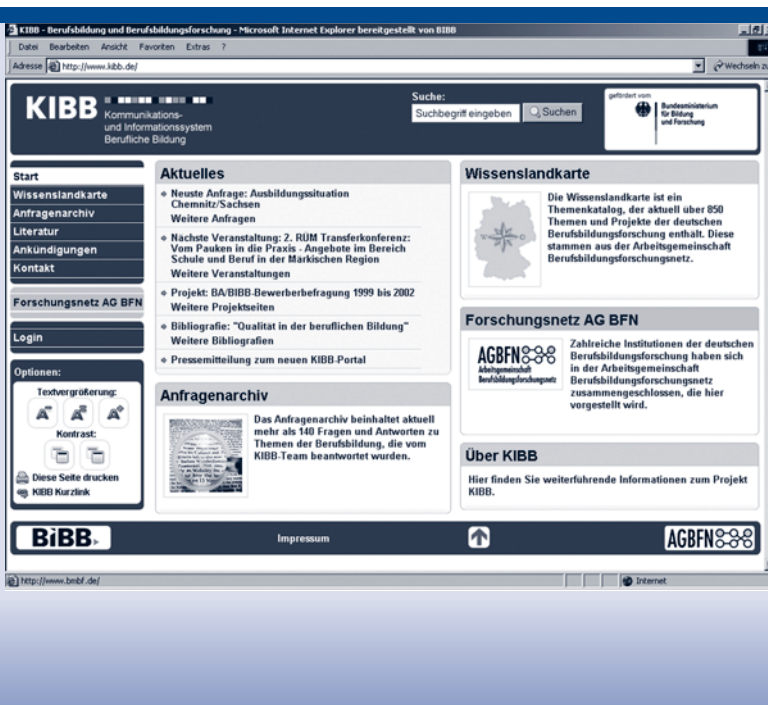 KIBB - Berufsbildung und Berufsbildungsforschung - Microsoft Internet Explorer bereitgestellt von BIBB
Datei Bearbeiten Ansicht Favoriten Extras ?
Adresse http://www.kibb.de/ Wechseln zu
KIBB
Kommunikations-
und Informationssystem
Berufliche Bildung
Suche:
Suchbegriff eingeben Suchen
gefördert vom
Bundesministerium
für Bildung
und Forschung
Start
Wissenslandkarte
Anfragenarchiv
Literatur
Ankündigungen
Kontakt
Forschungsnetz AG BFN
Login
Optionen:
Textvergrößerung:
A A A
Kontrast:
Diese Seite drucken
KIBB Kurzlink
Aktuelles
Neuste Anfrage: Ausbildungssituation
Chemnitz/Sachsen
Weitere Anfragen
Nächste Veranstaltung: 2. RÜM Transferkonferenz:
Vom Pauken in die Praxis - Angebote im Bereich
Schule und Beruf in der Märkischen Region
Weitere Veranstaltungen
Projekt: BA/BIBB-Bewerberbefragung 1999 bis 2002
Weitere Projektseiten
Bibliografie: "Qualität in der beruflichen Bildung"
Weitere Bibliografien
Pressemitteilung zum neuen KIBB-Portal
Anfragenarchiv
Das Anfragenarchiv beinhaltet aktuell
mehr als 140 Fragen und Antworten zu
Themen der Berufsbildung, die vom
KIBB-Team beantwortet wurden.
Wissenslandkarte
Die Wissenslandkarte ist ein
Themenkatalog, der aktuell über 850
Themen und Projekte der deutschen
Berufsbildungsforschung enthält. Diese
stammen aus der Arbeitsgemeinschaft
Berufsbildungsforschungsnetz.
Forschungsnetz AG BFN
AGBFN
Arbeitsgemeinschaft
Berufsbildungsforschungsnetz
Zahlreiche Institutionen der deutschen
Berufsbildungsforschung haben sich
in der Arbeitsgemeinschaft
Berufsbildungsforschungsnetz
zusammengeschlossen, die hier
vorgestellt wird.
Über KIBB
Hier finden Sie weiterführende Informationen zum Projekt
KIBB.
BiBB
Impressum
AGBFN
http://www.bmbf.de/
Internet